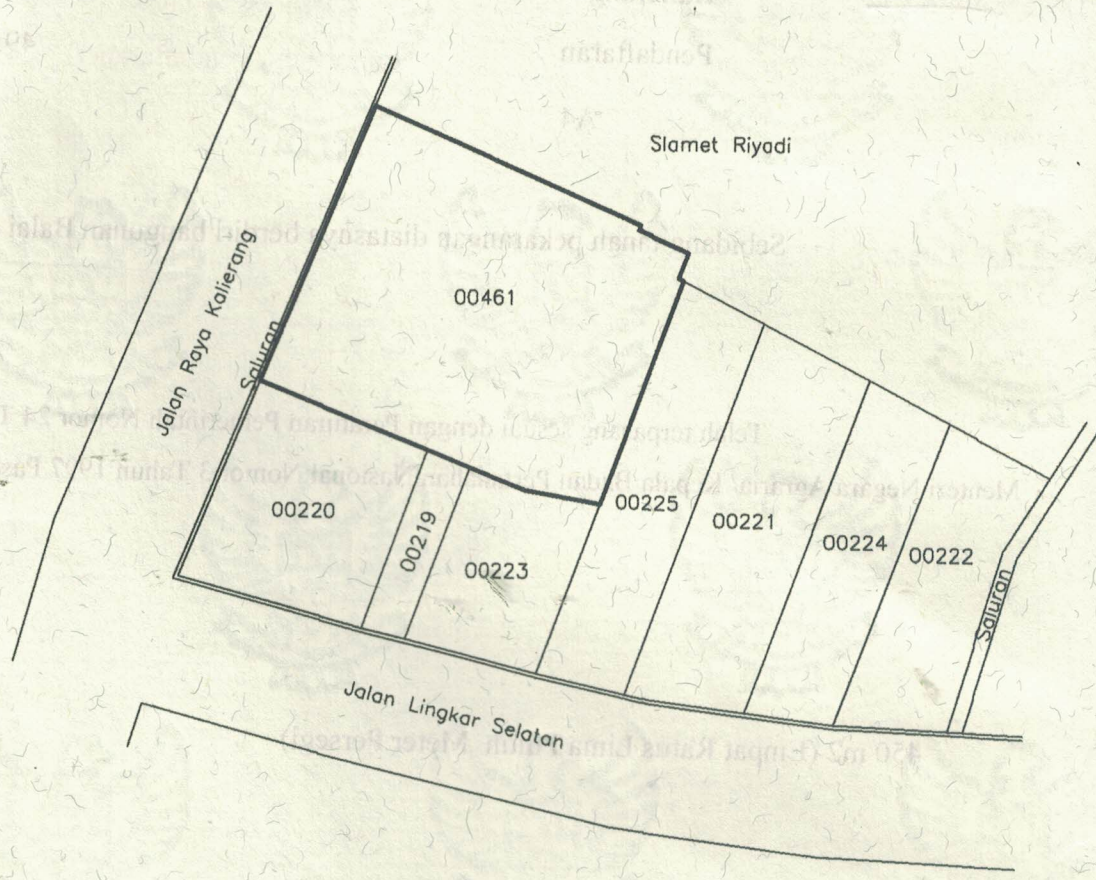 Pendaftaran
Slamet Riyadi
Sebidang tanah pekarangan diatasnya berdiri bangunan Balai
Jalan Raya Kalierang
Saluran
00461
Telah terpasang sesuai dengan Peraturan Pemerintah Nomor 24
Menteri Negara Agraria/ Kepala Badan Pertanahan Nasional Nomor 3 Tahun 1997
00220
00219
00223
00225
00221
00224
00222
Saluran
Jalan Lingkar Selatan
450 m2 (Empat Ratus Lima Puluh Meter Persegi)